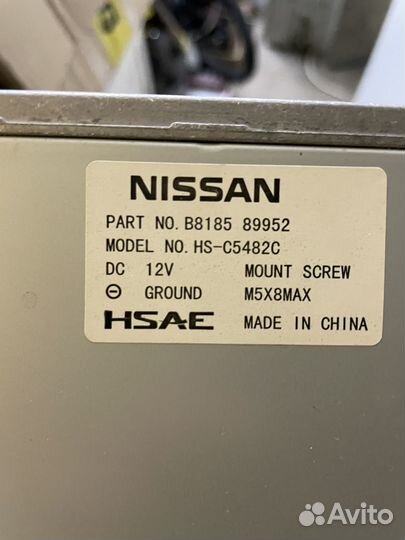 NISSAN
PART NO. B8185 89952
MODEL NO. HS-C5482C
DC 12V MOUNT SCREW
⊖ GROUND M5X8MAX
HSAE MADE IN CHINA
Avito